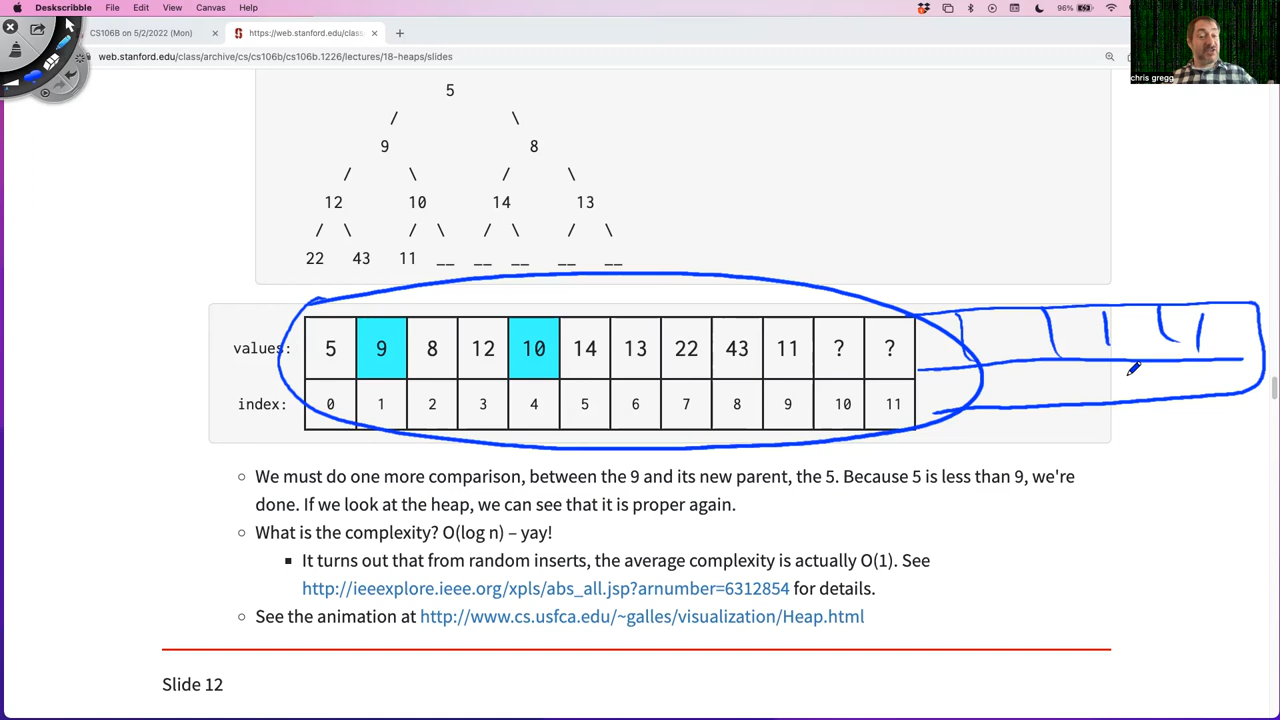 Deskscribble File Edit View Canvas Help 96%
CS106B on 5/2/2022 (Mon) × https://web.stanford.edu/clas × +
web.stanford.edu/class/archive/cs/cs106b/cs106b.1226/lectures/18-heaps/slides
chris gregg
5
/ \
9 8
/ \ / \
12 10 14 13
/ \ / \ / \ / \
22 43 11 __ __ __ __ __
values: 5 9 8 12 10 14 13 22 43 11 ? ?
index: 0 1 2 3 4 5 6 7 8 9 10 11
We must do one more comparison, between the 9 and its new parent, the 5. Because 5 is less than 9, we're
done. If we look at the heap, we can see that it is proper again.
What is the complexity? O(log n) – yay!
It turns out that from random inserts, the average complexity is actually O(1). See
http://ieeexplore.ieee.org/xpls/abs_all.jsp?arnumber=6312854 for details.
See the animation at http://www.cs.usfca.edu/~galles/visualization/Heap.html
Slide 12